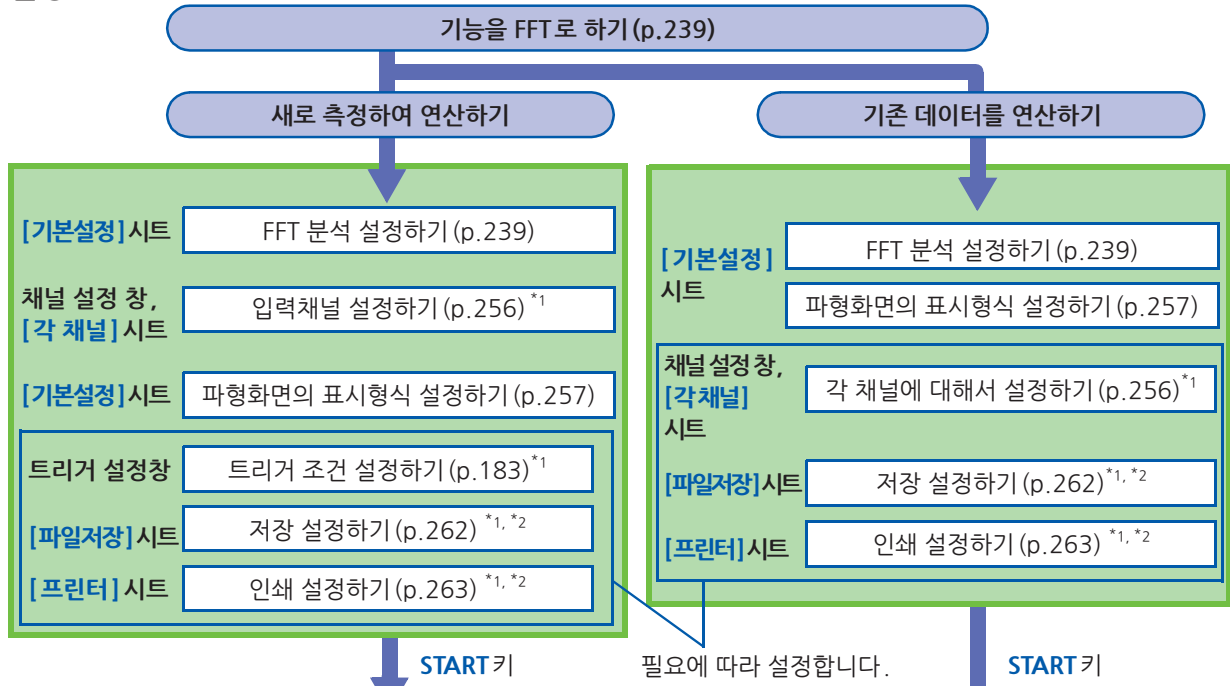 기능을 FFT로 하기(p.239)
새로 측정하여 연산하기
[기본설정]시트
FFT 분석 설정하기(p.239)
채널 설정 창,
[각 채널]시트
입력채널 설정하기(p.256) *1
[기본설정]시트
파형화면의 표시형식 설정하기(p.257)
트리거 설정창
트리거 조건 설정하기(p.183)*1
[파일저장]시트
저장 설정하기(p.262) *1, *2
[프린터]시트
인쇄 설정하기(p.263) *1, *2
START키
기존 데이터를 연산하기
[기본설정]
시트
FFT 분석 설정하기(p.239)
파형화면의 표시형식 설정하기(p.257)
채널 설정 창,
[각 채널]
시트
각 채널에 대해서 설정하기(p.256)*1
[파일저장]시트
저장 설정하기(p.262)*1, *2
[프린터]시트
인쇄 설정하기(p.263) *1, *2
필요에 따라 설정합니다.
START키